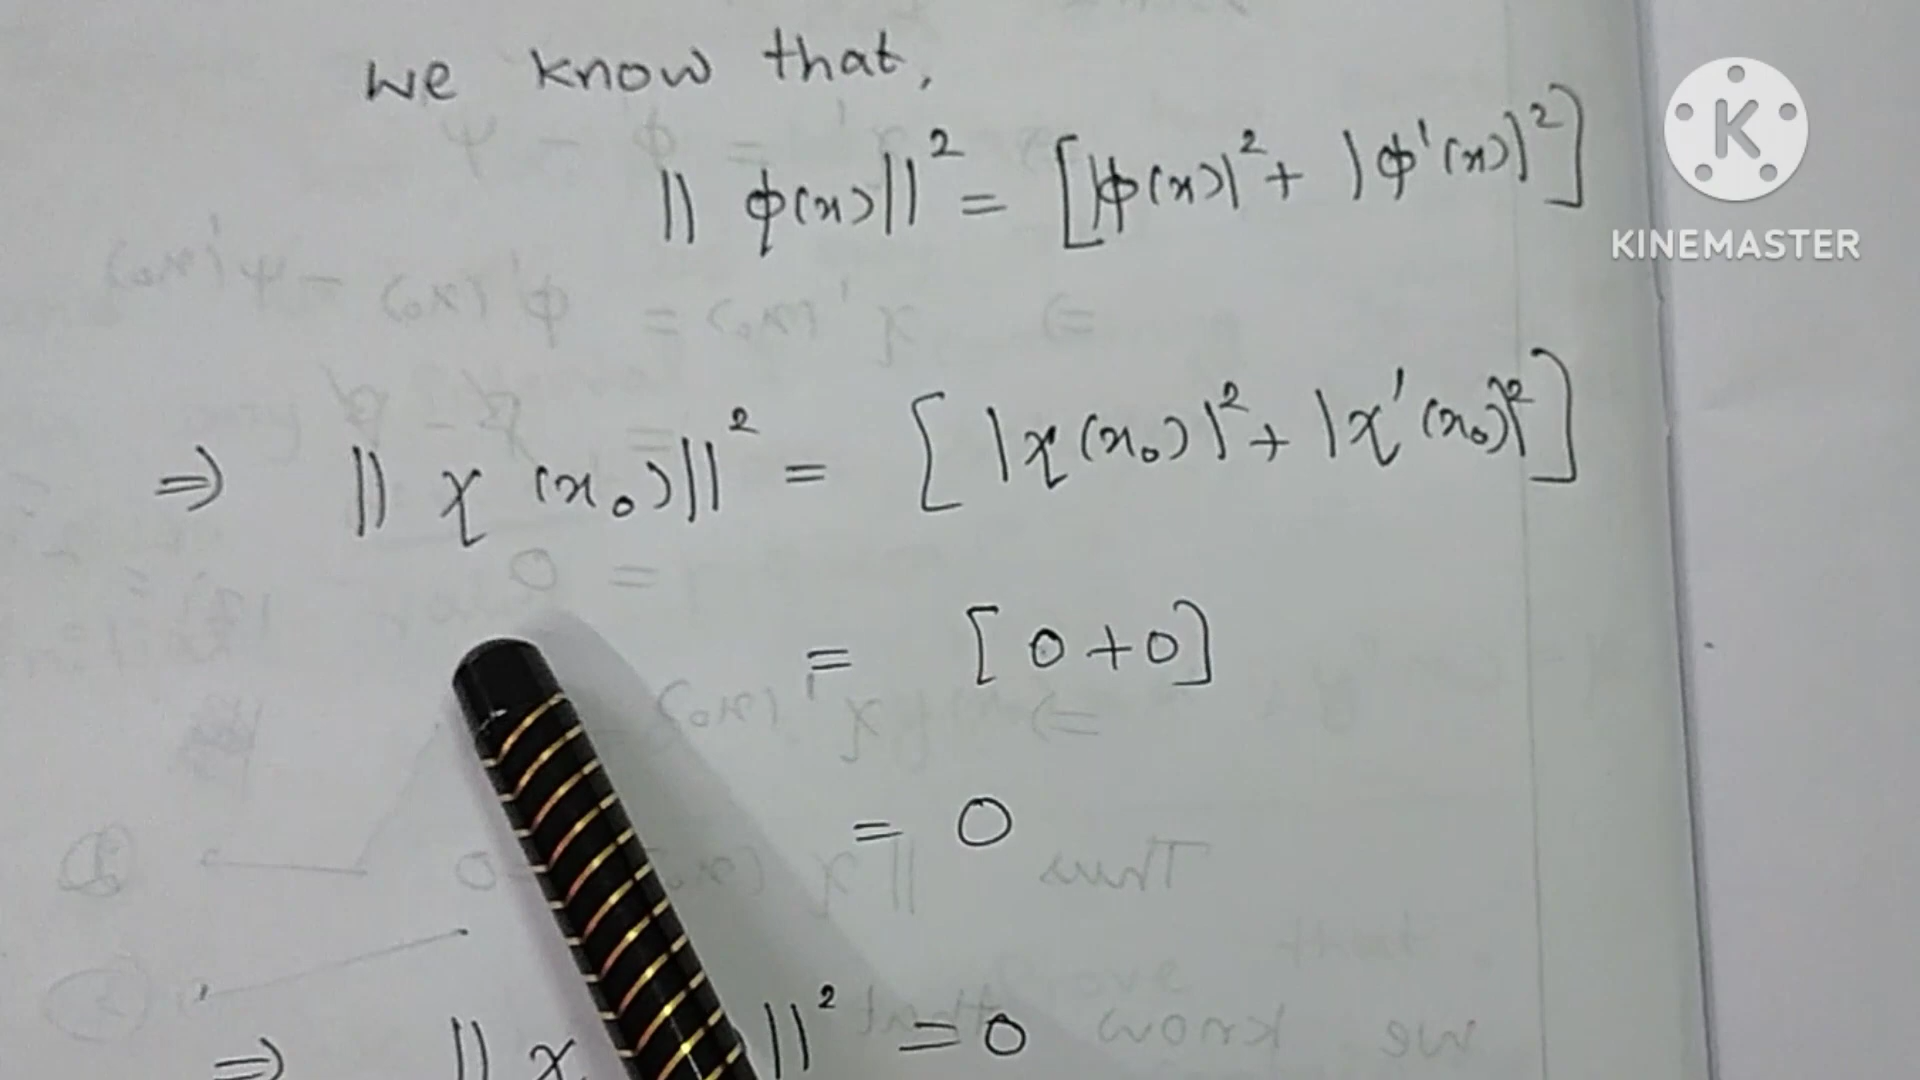 we know that,
|| φ(x)||² = [|φ(x)|² + |φ'(x)|²]
KINEMASTER
⇒ || χ (x₀)||² = [ |χ(x₀)|² + |χ'(x₀)|² ]
= [0+0]
= 0
⇒ || χ ||² = 0